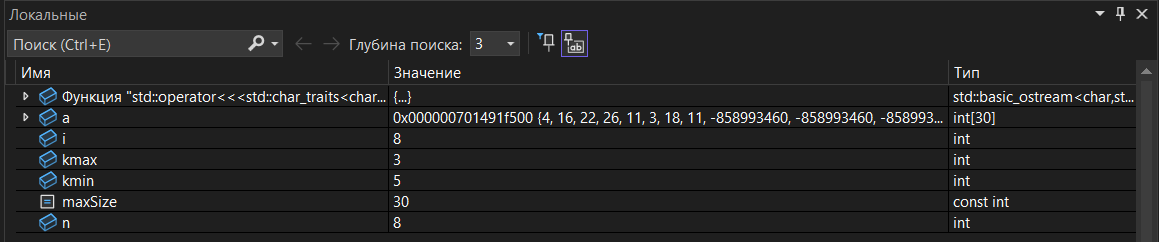 Локальные
Поиск (Ctrl+E) Глубина поиска: 3
Имя Значение Тип
Функция "std::operator<<<std::char_traits<char... {...} std::basic_ostream<char,st...
a 0x000000701491f500 {4, 16, 22, 26, 11, 3, 18, 11, -858993460, -858993460, -858993... int[30]
i 8 int
kmax 3 int
kmin 5 int
maxSize 30 const int
n 8 int